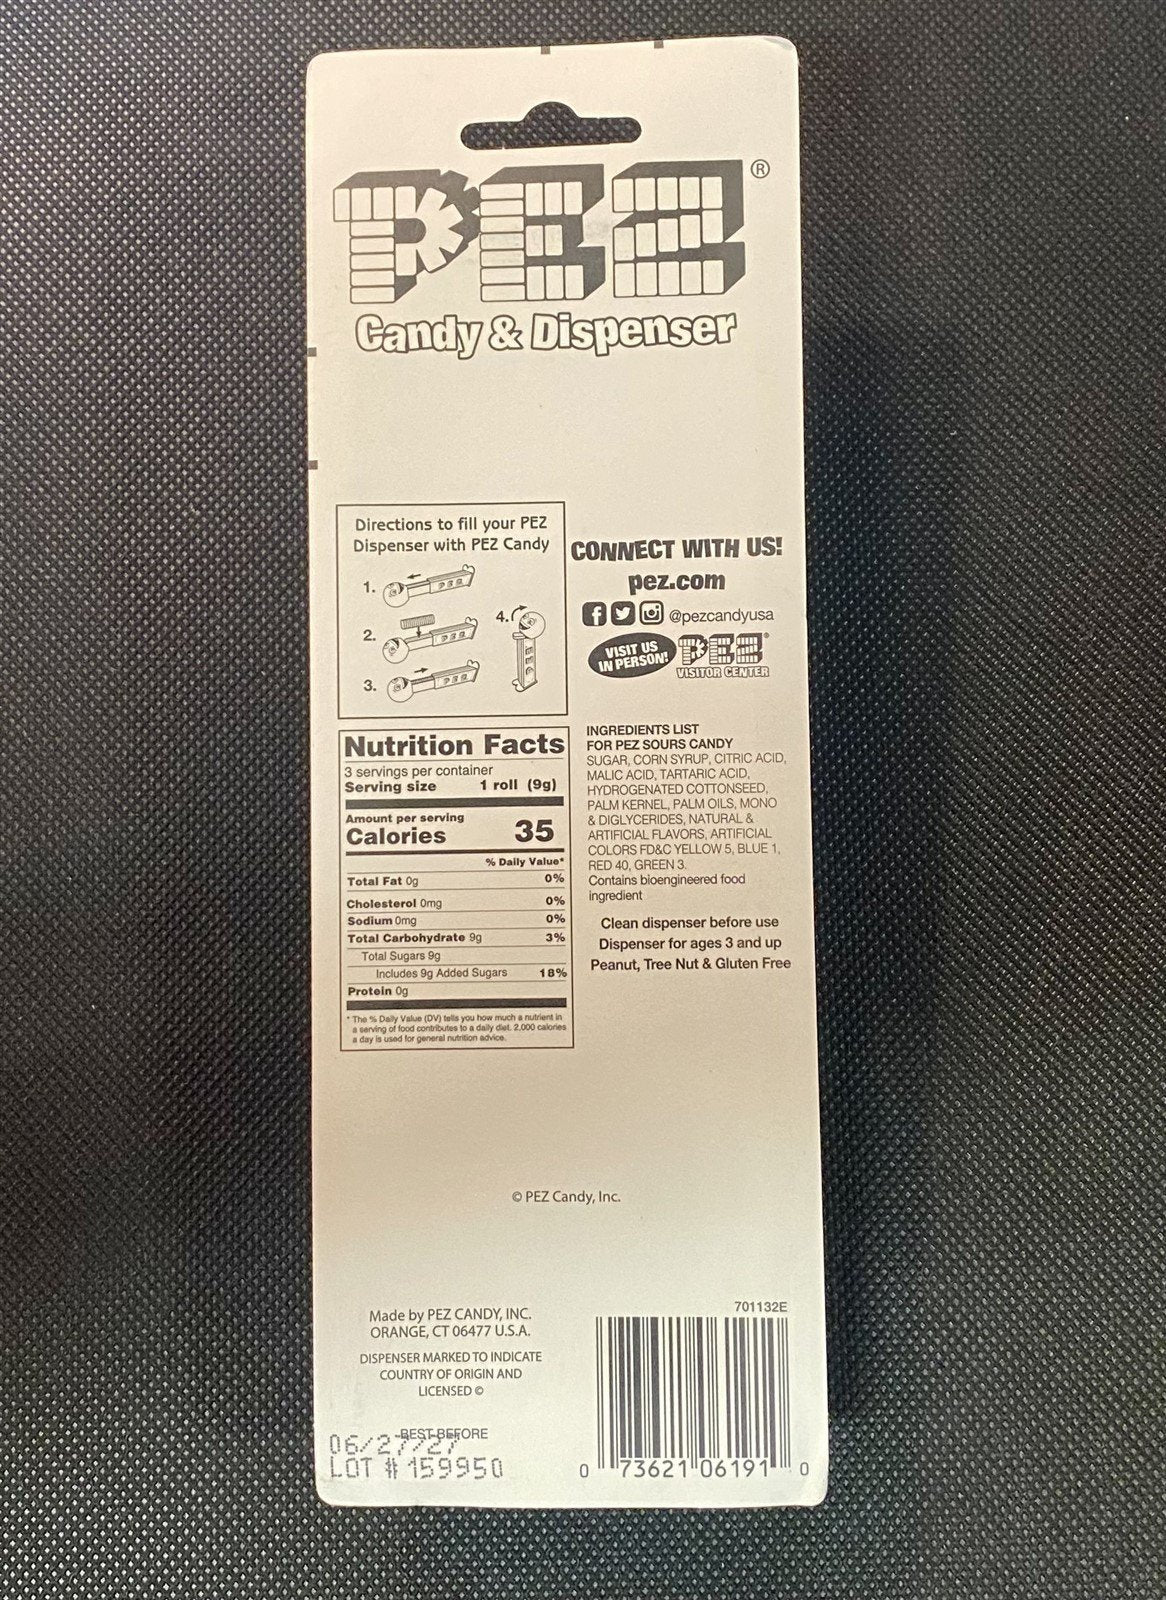 PEZ®
Candy & Dispenser
Directions to fill your PEZ
Dispenser with PEZ Candy
1.
2.
3.
4.
CONNECT WITH US!
pez.com
@pezcandyusa
VISIT US
IN PERSON!
PEZ®
VISITOR CENTER
Nutrition Facts
3 servings per container
Serving size 1 roll (9g)
Amount per serving
Calories 35
% Daily Value*
Total Fat 0g 0%
Cholesterol 0mg 0%
Sodium 0mg 0%
Total Carbohydrate 9g 3%
Total Sugars 9g
Includes 9g Added Sugars 18%
Protein 0g
* The % Daily Value (DV) tells you how much a nutrient in
a serving of food contributes to a daily diet. 2,000 calories
a day is used for general nutrition advice.
INGREDIENTS LIST
FOR PEZ SOURS CANDY
SUGAR, CORN SYRUP, CITRIC ACID,
MALIC ACID, TARTARIC ACID,
HYDROGENATED COTTONSEED,
PALM KERNEL, PALM OILS, MONO
& DIGLYCERIDES, NATURAL &
ARTIFICIAL FLAVORS, ARTIFICIAL
COLORS FD&C YELLOW 5, BLUE 1,
RED 40, GREEN 3.
Contains bioengineered food
ingredient
Clean dispenser before use
Dispenser for ages 3 and up
Peanut, Tree Nut & Gluten Free
© PEZ Candy, Inc.
Made by PEZ CANDY, INC.
ORANGE, CT 06477 U.S.A.
DISPENSER MARKED TO INDICATE
COUNTRY OF ORIGIN AND
LICENSED ©
BEST BEFORE
06/27/27
LOT # 159950
701132E
0 73621 06191 0